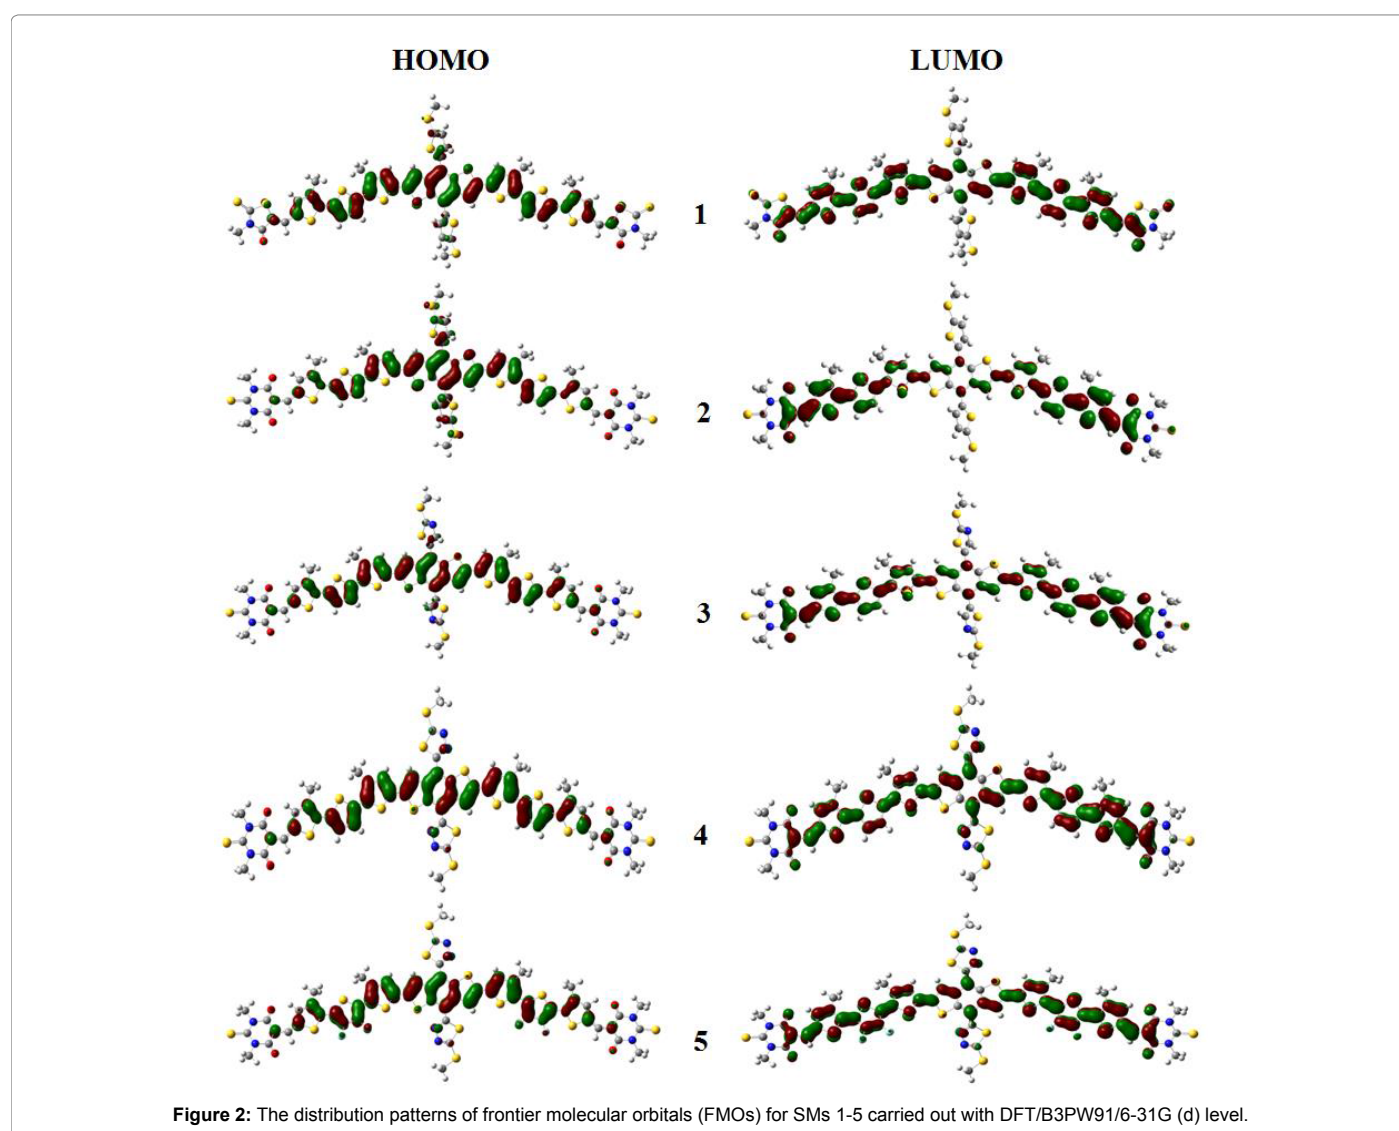 HOMO LUMO
1
2
3
4
5
Figure 2: The distribution patterns of frontier molecular orbitals (FMOs) for SMs 1-5 carried out with DFT/B3PW91/6-31G (d) level.